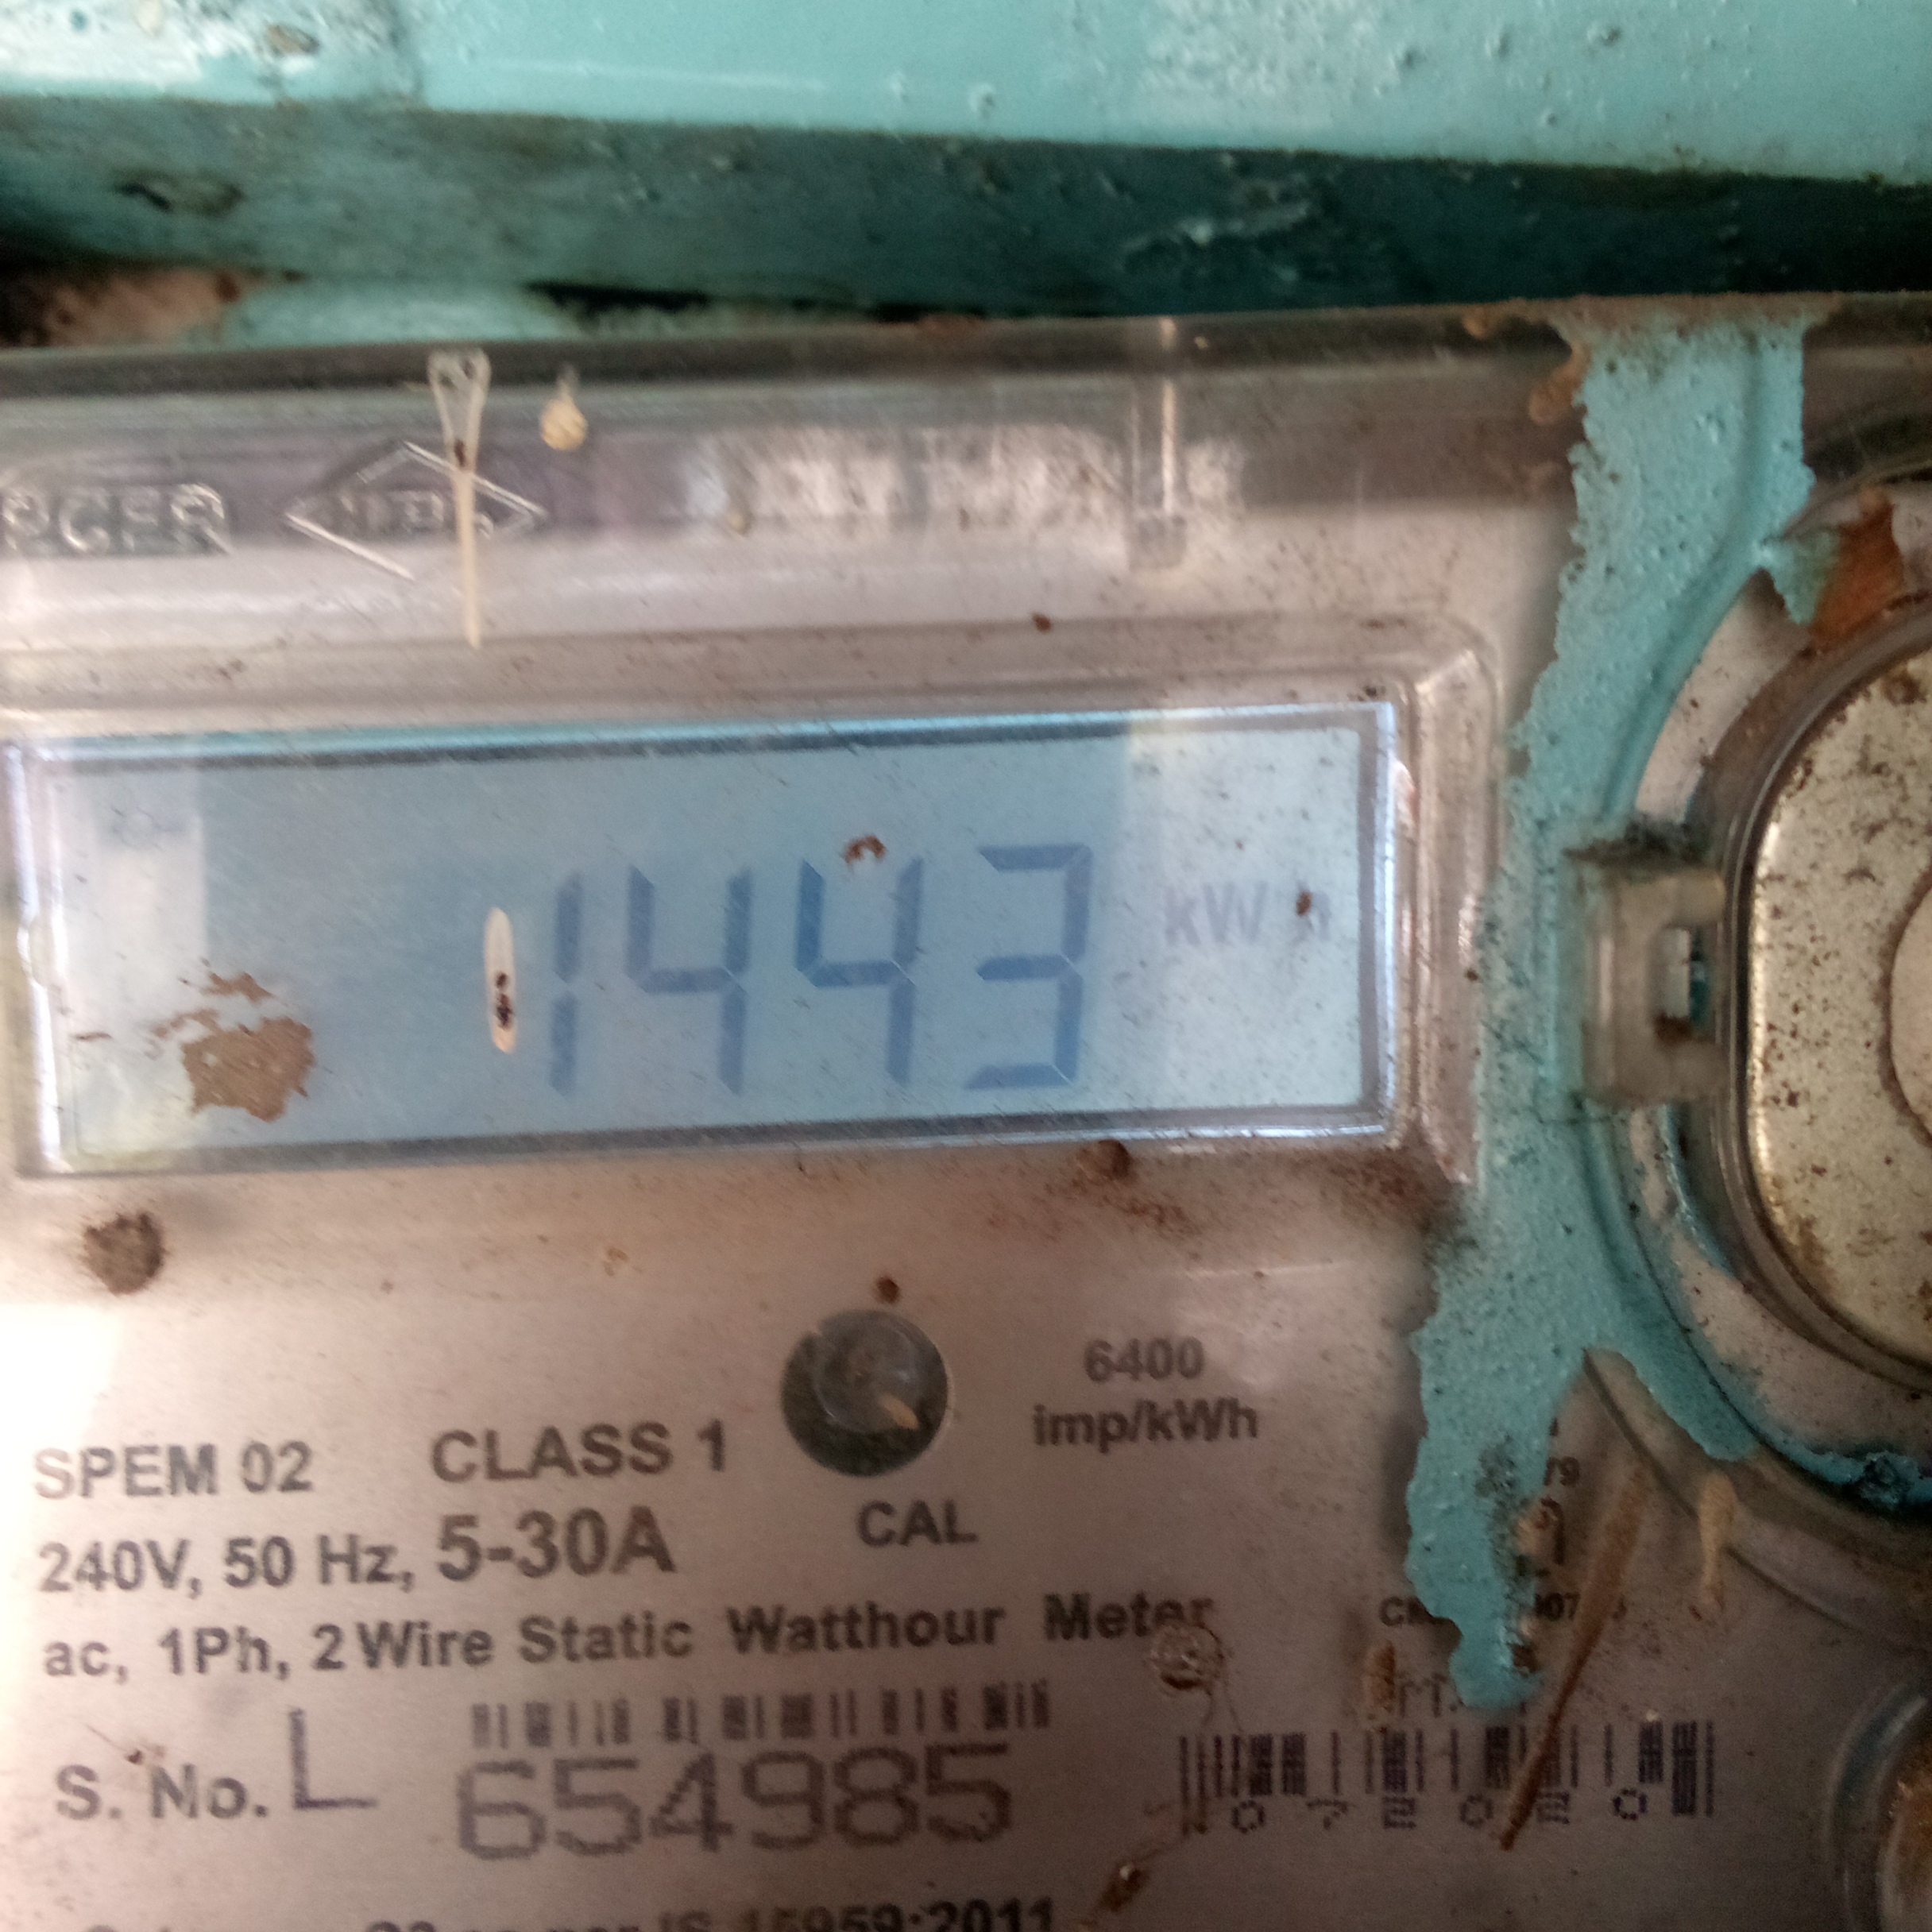 1443 kWh
6400
imp/kWh
SPEM 02 CLASS 1
CAL
240V, 50 Hz, 5-30A
ac, 1Ph, 2 Wire Static Watthour Meter
S. No. L 654985
072020